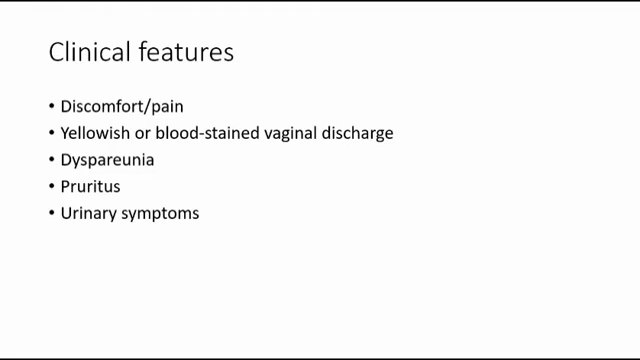 Clinical features
• Discomfort/pain
• Yellowish or blood-stained vaginal discharge
• Dyspareunia
• Pruritus
• Urinary symptoms